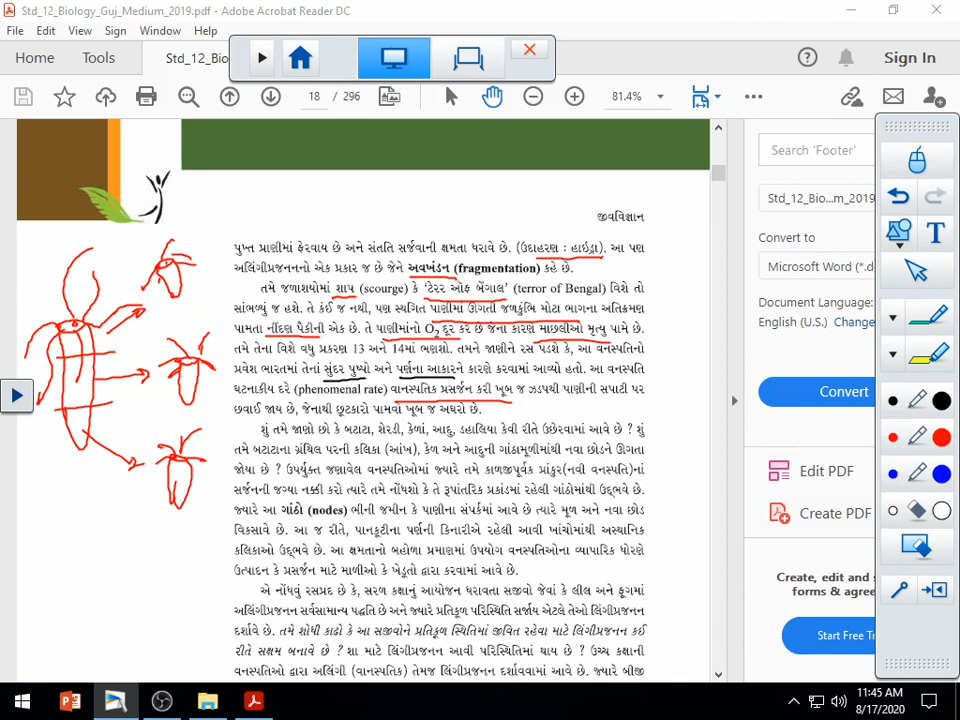 Std_12_Biology_Guj_Medium_2019.pdf - Adobe Acrobat Reader DC
File Edit View Window Help
Home Tools Std_12_Bio Sign In
18 / 296 81.4%
જીવવિજ્ઞાન
પુખ્ત પ્રાણીમાં ફેરવાય છે અને સંતતિ સર્જવાની ક્ષમતા ધરાવે છે. (ઉદાહરણ : હાઇડ્રા). આ પણ
અલિંગીપ્રજનનનો એક પ્રકાર જ છે જેને અવખંડન (fragmentation) કહે છે.
તમે જળાશયોમાં શાપ (scourge) કે ‘ટેરર ઑફ બેંગાલ’ (terror of Bengal) વિશે તો
સાંભળ્યું જ હશે. તે કંઈ જ નથી, પણ સ્થગિત પાણીમાં ઊગતી જળકુંભિ મોટા ભાગના અતિક્રમણ
પામતા નીંદણ પૈકીની એક છે. તે પાણીમાંનો O2 દૂર કરે છે જેના કારણે માછલીઓ મૃત્યુ પામે છે.
તમે તેના વિશે વધુ પ્રકરણ 13 અને 14માં ભણશો. તમને જાણીને રસ પડશે કે, આ વનસ્પતિનો
પ્રવેશ ભારતમાં તેનાં સુંદર પુષ્પો અને પર્ણના આકારને કારણે કરવામાં આવ્યો હતો. આ વનસ્પતિ
ઘટનાકીય દરે (phenomenal rate) વાનસ્પતિક પ્રસર્જન કરી ખૂબ જ ઝડપથી પાણીની સપાટી પર
છવાઈ જાય છે, જેનાથી છૂટકારો પામવો ખૂબ જ અઘરો છે.
શું તમે જાણો છો કે બટાટા, શેરડી, કેળાં, આદુ, ડહાલિયા કેવી રીતે ઉછેરવામાં આવે છે ? શું
તમે બટાટાના ગ્રંથિલ પરની કલિકા (આંખ), કેળ અને આદુની ગાંઠામૂળીમાંથી નવા છોડને ઊગતા
જોયા છે ? ઉપર્યુક્ત જણાવેલ વનસ્પતિઓમાં જ્યારે તમે કાળજીપૂર્વક પ્રાંકુર(નવી વનસ્પતિ)નાં
સર્જનની જગ્યા નક્કી કરો ત્યારે તમે નોંધશો કે તે રૂપાંતરિક પ્રકાંડમાં રહેલી ગાંઠોમાંથી ઉદ્ભવે છે.
જ્યારે આ ગાંઠો (nodes) ભીની જમીન કે પાણીના સંપર્કમાં આવે છે ત્યારે મૂળ અને નવા છોડ
વિકસાવે છે. આ જ રીતે, પાનફૂટીના પર્ણની કિનારીએ રહેલી આવી ખાંચોમાંથી અસ્થાનિક
કલિકાઓ ઉદ્ભવે છે. આ ક્ષમતાનો બહોળા પ્રમાણમાં ઉપયોગ વનસ્પતિઓના વ્યાપારિક ધોરણે
ઉત્પાદન કે પ્રસર્જન માટે માળીઓ કે ખેડૂતો દ્વારા કરવામાં આવે છે.
એ નોંધવું રસપ્રદ છે કે, સરળ કક્ષાનું આયોજન ધરાવતા સજીવો જેવાં કે લીલ અને ફૂગમાં
અલિંગીપ્રજનન સર્વસામાન્ય પદ્ધતિ છે અને જ્યારે પ્રતિકૂળ પરિસ્થિતિ સર્જાય એટલે તેઓ લિંગીપ્રજનન
દર્શાવે છે. તમે શોધી કાઢો કે આ સજીવોને પ્રતિકૂળ સ્થિતિમાં જીવિત રહેવા માટે લિંગીપ્રજનન કઈ
રીતે સક્ષમ બનાવે છે ? શા માટે લિંગીપ્રજનન આવી પરિસ્થિતિમાં થાય છે ? ઉચ્ચ કક્ષાની
વનસ્પતિઓ દ્વારા અલિંગી (વાનસ્પતિક) તેમજ લિંગીપ્રજનન દર્શાવવામાં આવે છે. જ્યારે બીજી
Search 'Footer'
Std_12_Bio...m_2019.pdf
Convert to
Microsoft Word (*.docx)
Document Language:
English (U.S.) Change
Convert
Edit PDF
Create PDF
Create, edit and s
forms & agreeme
Start Free Tr
T
11:45 AM
8/17/2020